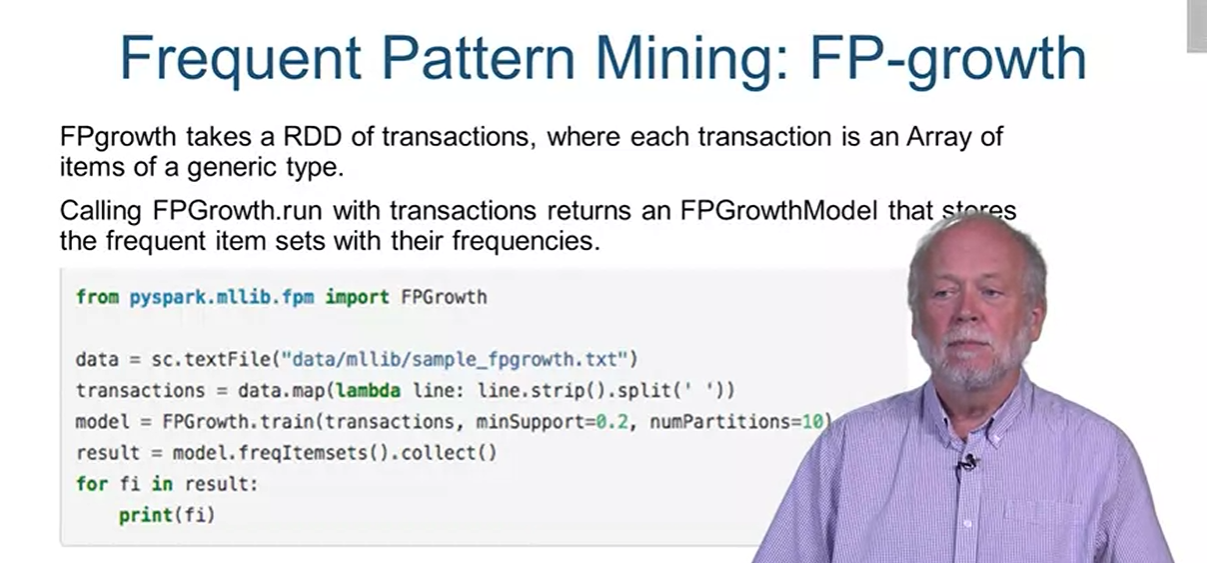 Frequent Pattern Mining: FP-growth
FPgrowth takes a RDD of transactions, where each transaction is an Array of
items of a generic type.
Calling FPGrowth.run with transactions returns an FPGrowthModel that stores
the frequent item sets with their frequencies.
from pyspark.mllib.fpm import FPGrowth
data = sc.textFile("data/mllib/sample_fpgrowth.txt")
transactions = data.map(lambda line: line.strip().split(' '))
model = FPGrowth.train(transactions, minSupport=0.2, numPartitions=10)
result = model.freqItemsets().collect()
for fi in result:
    print(fi)